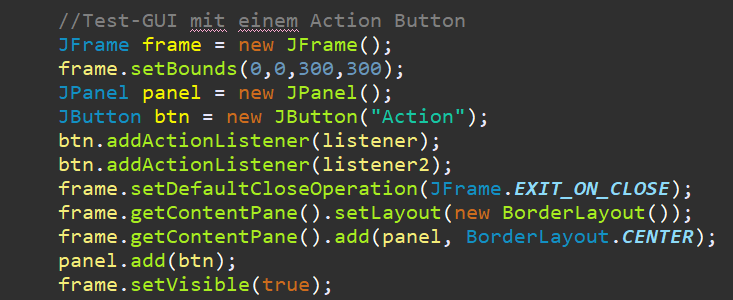 //Test-GUI mit einem Action Button
JFrame frame = new JFrame();
frame.setBounds(0,0,300,300);
JPanel panel = new JPanel();
JButton btn = new JButton("Action");
btn.addActionListener(listener);
btn.addActionListener(listener2);
frame.setDefaultCloseOperation(JFrame.EXIT_ON_CLOSE);
frame.getContentPane().setLayout(new BorderLayout());
frame.getContentPane().add(panel, BorderLayout.CENTER);
panel.add(btn);
frame.setVisible(true);